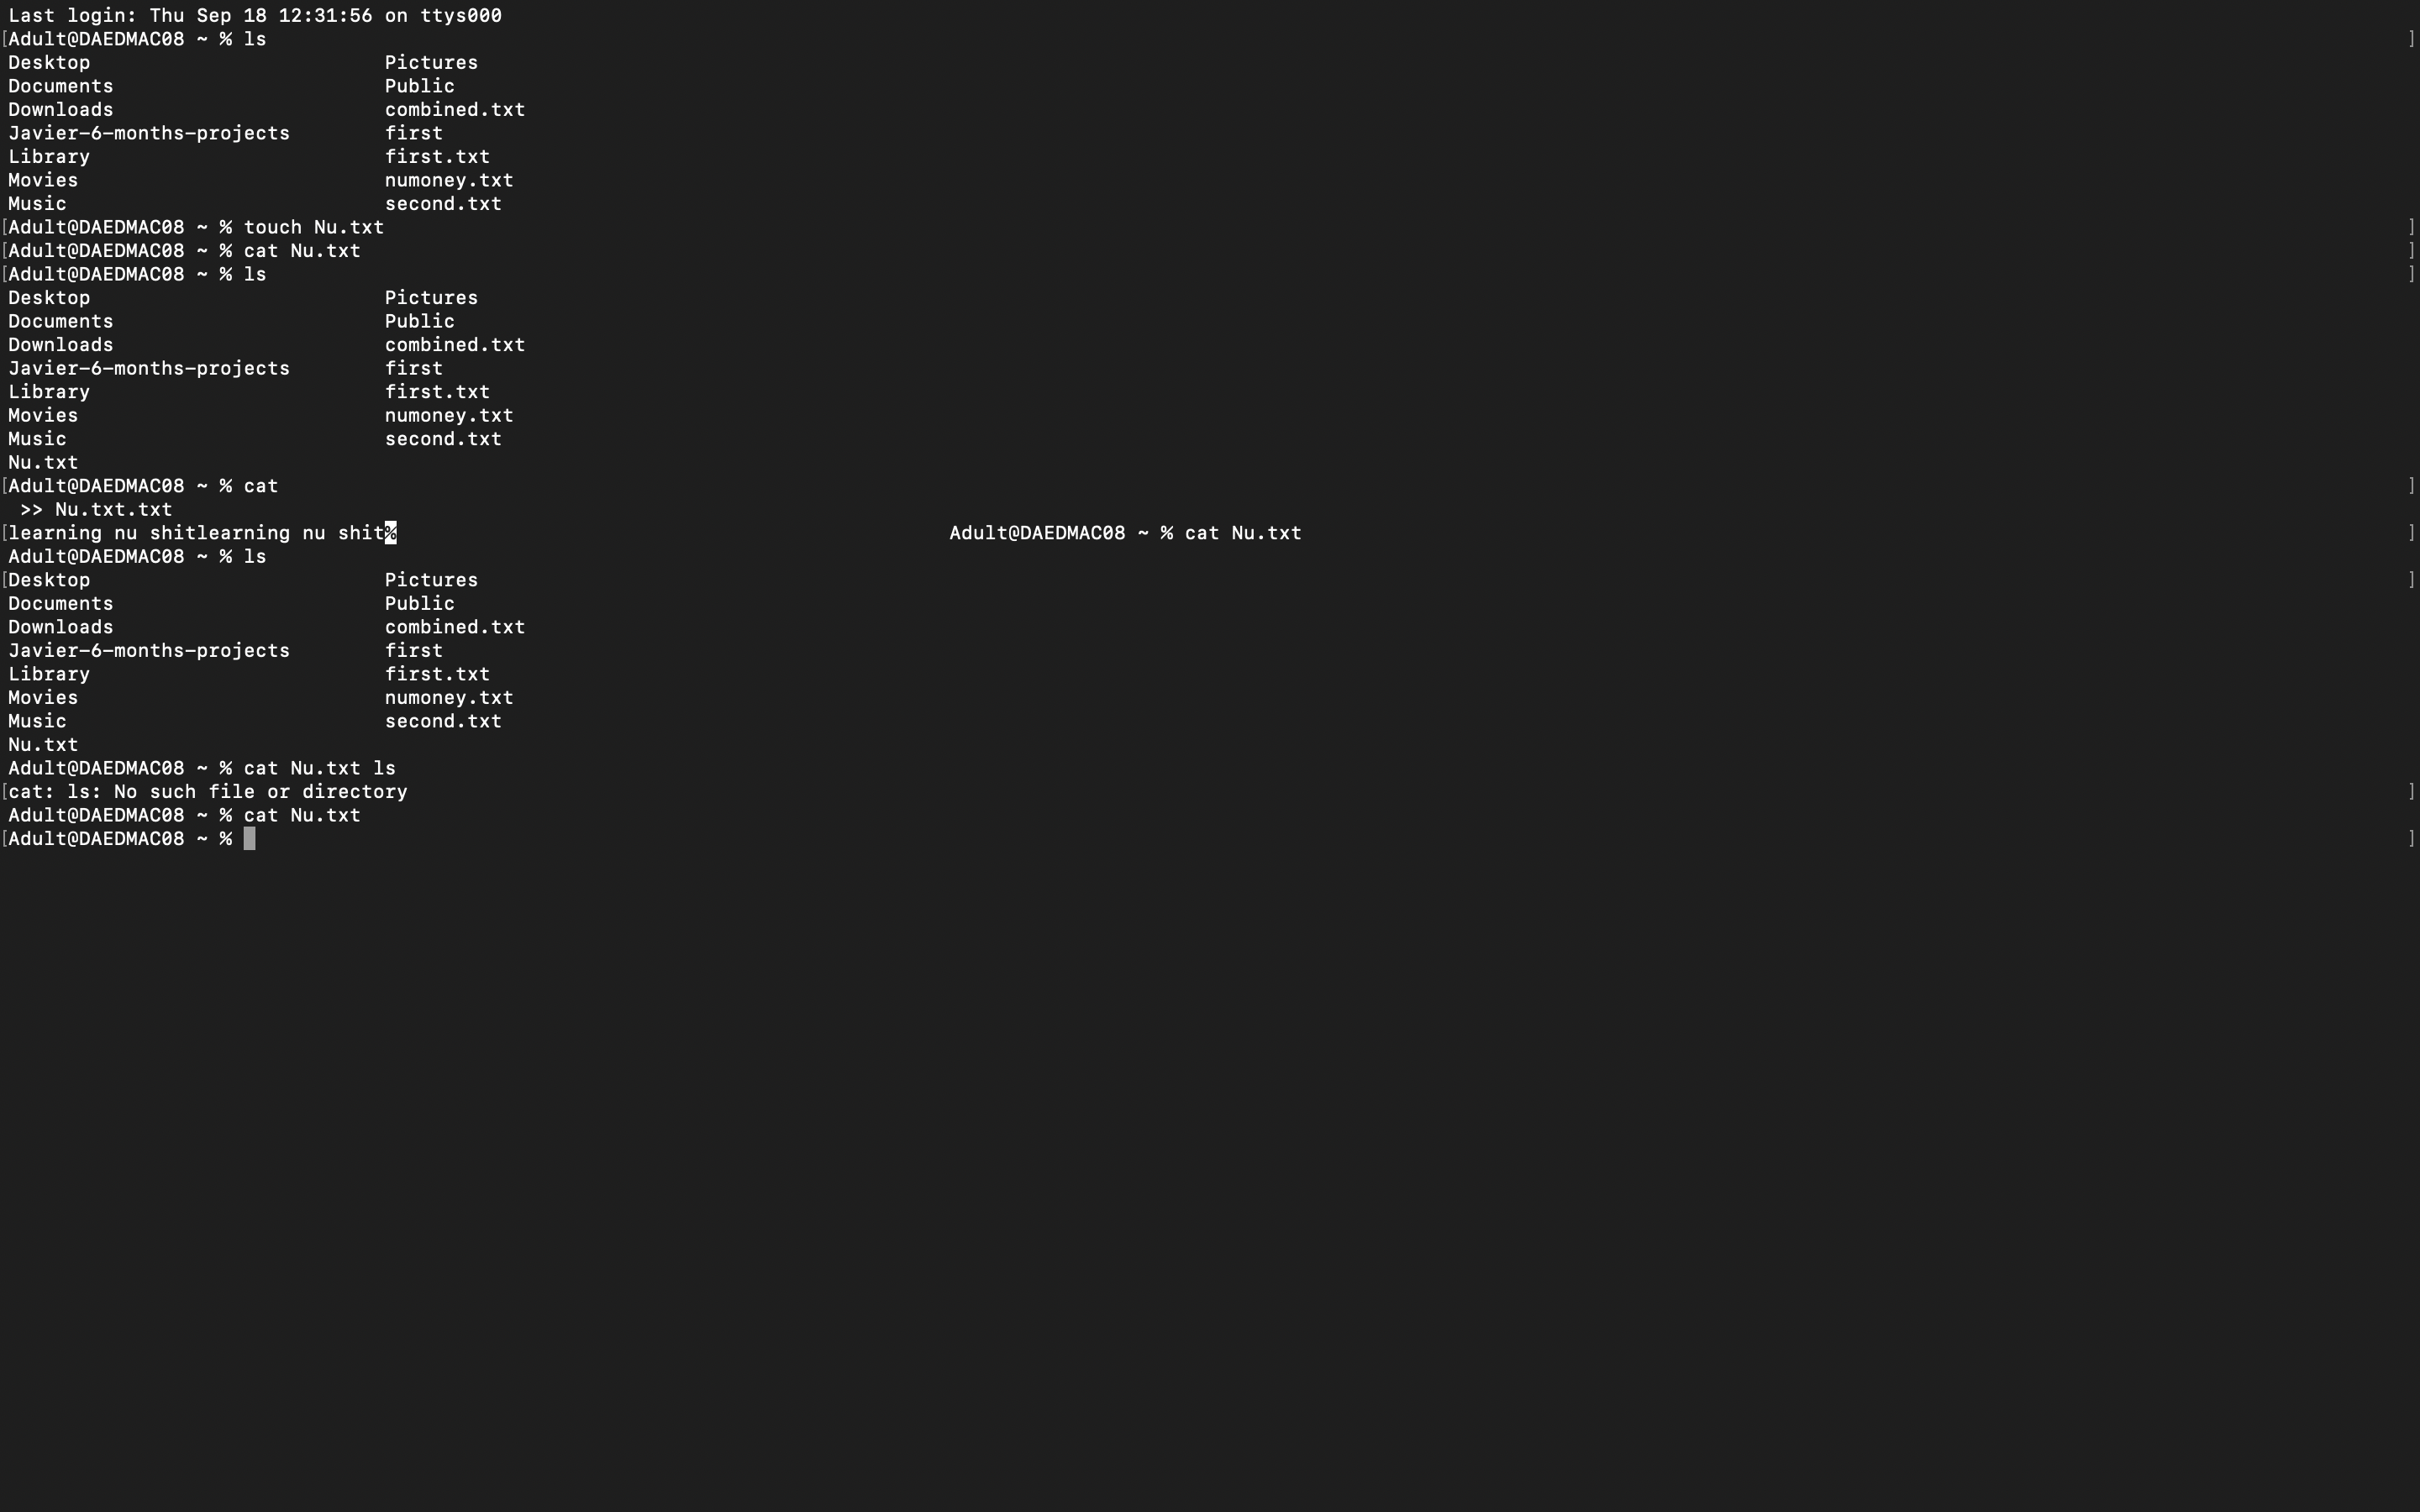 Last login: Thu Sep 18 12:31:56 on ttys000
[Adult@DAEDMAC08 ~ % ls ]
Desktop Pictures
Documents Public
Downloads combined.txt
Javier-6-months-projects first
Library first.txt
Movies numoney.txt
Music second.txt
[Adult@DAEDMAC08 ~ % touch Nu.txt ]
[Adult@DAEDMAC08 ~ % cat Nu.txt ]
[Adult@DAEDMAC08 ~ % ls ]
Desktop Pictures
Documents Public
Downloads combined.txt
Javier-6-months-projects first
Library first.txt
Movies numoney.txt
Music second.txt
Nu.txt
[Adult@DAEDMAC08 ~ % cat ]
>> Nu.txt.txt
[learning nu shitlearning nu shit% Adult@DAEDMAC08 ~ % cat Nu.txt ]
Adult@DAEDMAC08 ~ % ls
[Desktop Pictures ]
Documents Public
Downloads combined.txt
Javier-6-months-projects first
Library first.txt
Movies numoney.txt
Music second.txt
Nu.txt
Adult@DAEDMAC08 ~ % cat Nu.txt ls
[cat: ls: No such file or directory ]
Adult@DAEDMAC08 ~ % cat Nu.txt
[Adult@DAEDMAC08 ~ % ]